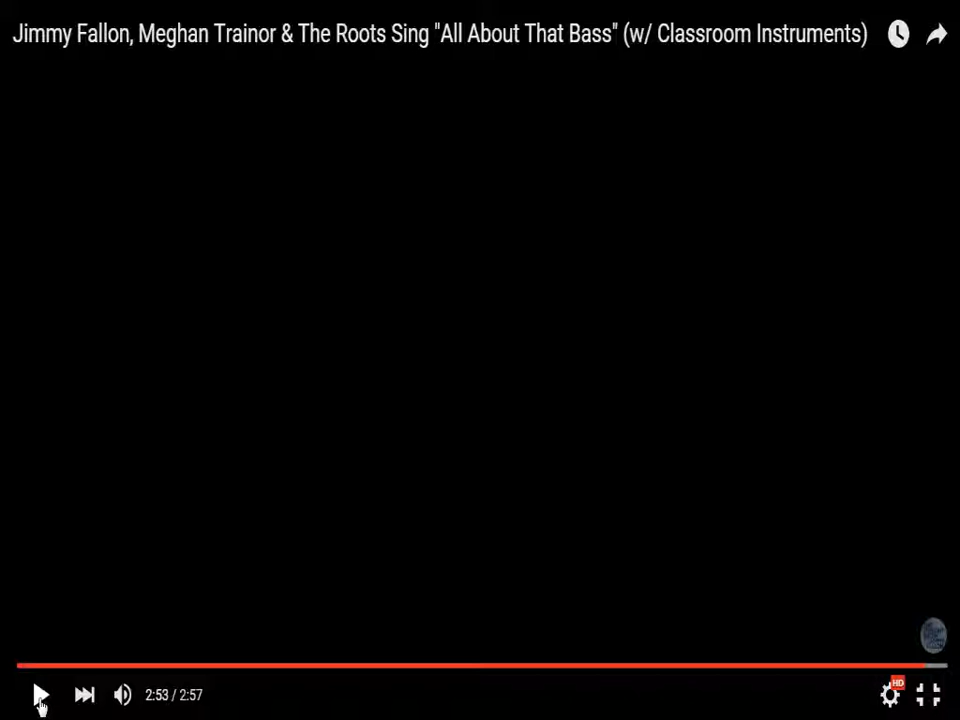 Jimmy Fallon, Meghan Trainor & The Roots Sing "All About That Bass" (w/ Classroom Instruments)
2:53 / 2:57
HD